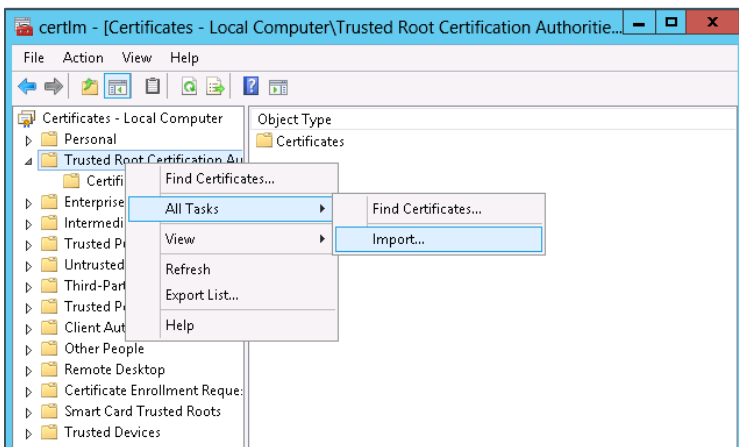 certlm - [Certificates - Local Computer\Trusted Root Certification Authoritie...
File Action View Help
Certificates - Local Computer
Personal
Trusted Root Certification Au
Certifi
Enterprise
Intermedi
Trusted P
Untrusted
Third-Part
Trusted P
Client Aut
Other People
Remote Desktop
Certificate Enrollment Reque
Smart Card Trusted Roots
Trusted Devices
Find Certificates...
All Tasks
View
Refresh
Export List...
Help
Find Certificates...
Import...
Object Type
Certificates